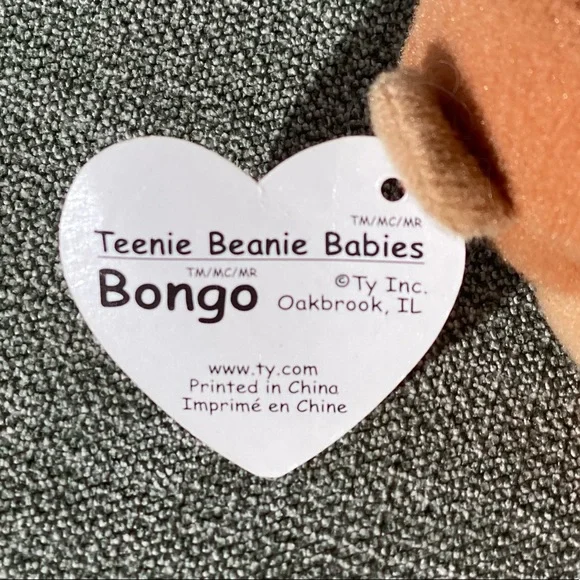 TM/MC/MR
Teenie Beanie Babies
TM/MC/MR
Bongo
©Ty Inc.
Oakbrook, IL
www.ty.com
Printed in China
Imprimé en Chine